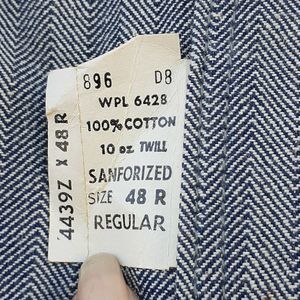 896 D8
WPL 6428
100% COTTON
10 oz TWILL
SANFORIZED
SIZE 48 R
REGULAR
4439Z X 48 R